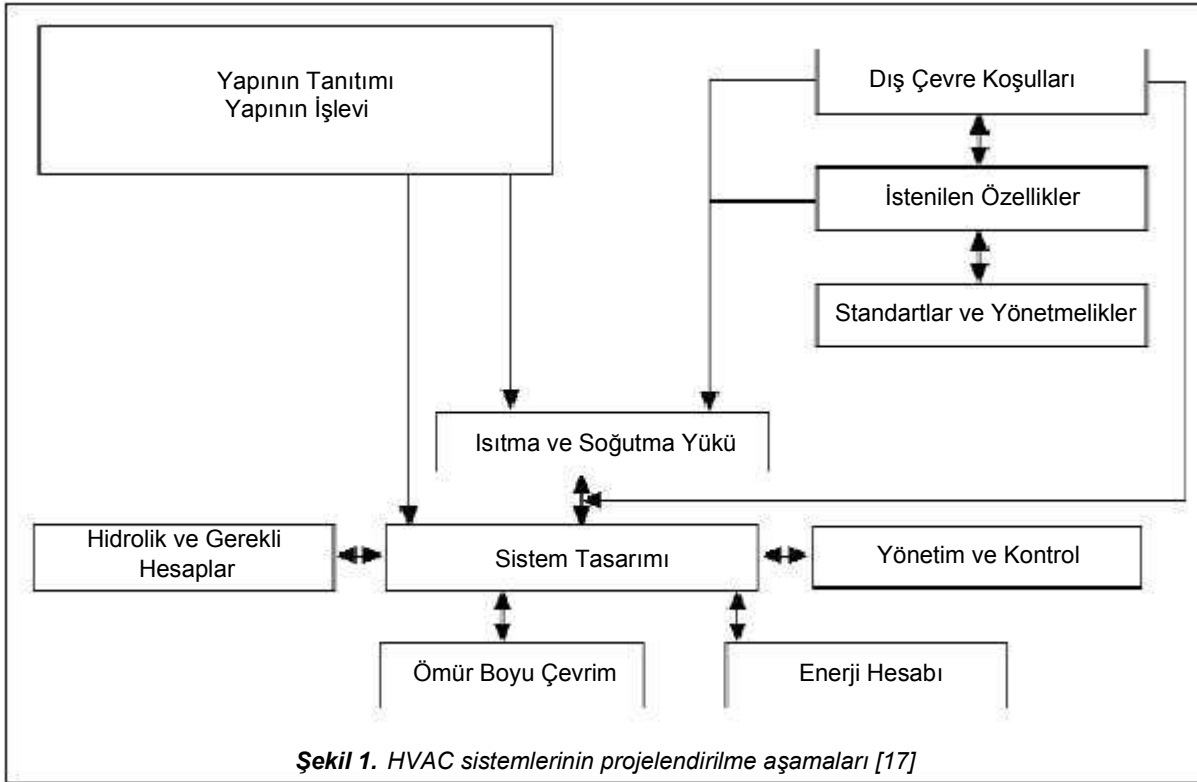 Yapının Tanıtımı
Yapının İşlevi
Dış Çevre Koşulları
İstenilen Özellikler
Standartlar ve Yönetmelikler
Isıtma ve Soğutma Yükü
Hidrolik ve Gerekli
Hesaplar
Sistem Tasarımı
Yönetim ve Kontrol
Ömür Boyu Çevrim
Enerji Hesabı
Şekil 1. HVAC sistemlerinin projelendirilme aşamaları [17]